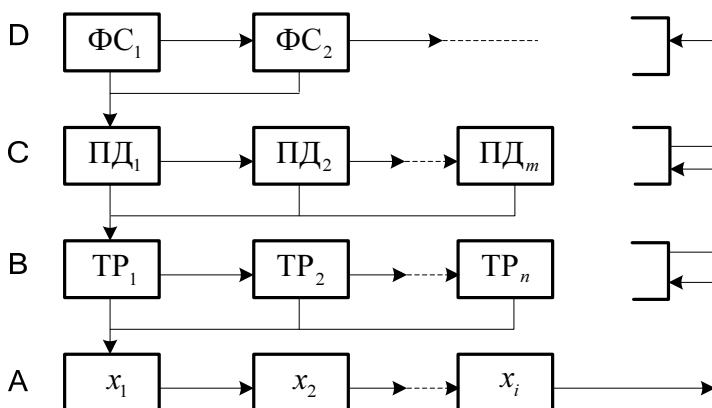 D ФС₁ ФС₂
C ПД₁ ПД₂ ПДₘ
B ТР₁ ТР₂ ТРₙ
A x₁ x₂ xᵢ